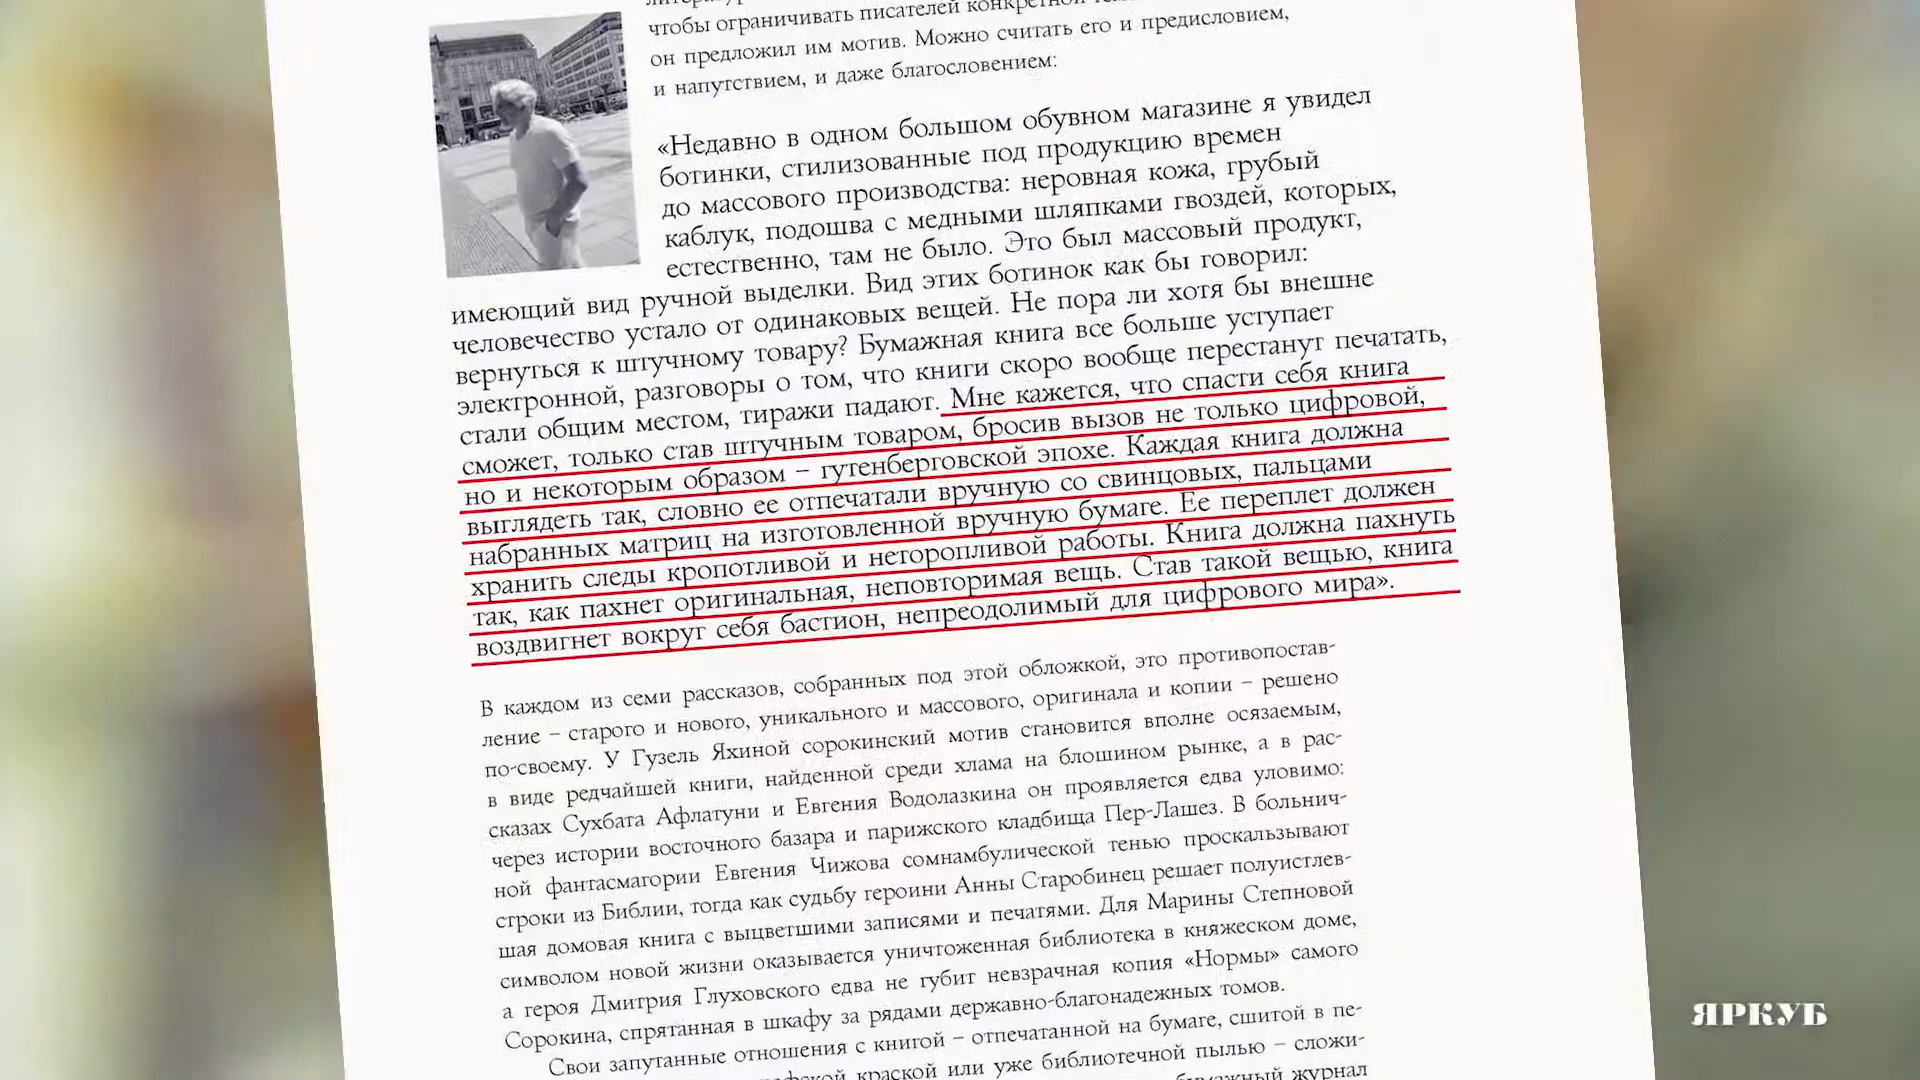 чтобы ограничивать писателей
он предложил им мотив. Можно считать его и предисловием,
и напутствием, и даже благословением:
«Недавно в одном большом обувном магазине я увидел
ботинки, стилизованные под продукцию времен
до массового производства: неровная кожа, грубый
каблук, подошва с медными шляпками гвоздей, которых,
естественно, там не было. Это был массовый продукт,
имеющий вид ручной выделки. Вид этих ботинок как бы говорил:
человечество устало от одинаковых вещей. Не пора ли хотя бы внешне
вернуться к штучному товару? Бумажная книга все больше уступает
электронной, разговоры о том, что книги скоро вообще перестанут печатать,
стали общим местом, тиражи падают. Мне кажется, что спасти себя книга
сможет, только став штучным товаром, бросив вызов не только цифровой,
но и некоторым образом – гутенберговской эпохе. Каждая книга должна
выглядеть так, словно ее отпечатали вручную со свинцовых, пальцами
набранных матриц на изготовленной вручную бумаге. Ее переплет должен
хранить следы кропотливой и неторопливой работы. Книга должна пахнуть
так, как пахнет оригинальная, неповторимая вещь. Став такой вещью, книга
воздвигнет вокруг себя бастион, непреодолимый для цифрового мира».
В каждом из семи рассказов, собранных под этой обложкой, это противопостав-
ление – старого и нового, уникального и массового, оригинала и копии – решено
по-своему. У Гузель Яхиной сорокинский мотив становится вполне осязаемым,
в виде редчайшей книги, найденной среди хлама на блошином рынке, а в рас-
сказах Сухбата Афлатуни и Евгения Водолазкина он проявляется едва уловимо:
через истории восточного базара и парижского кладбища Пер-Лашез. В больнич-
ной фантасмагории Евгения Чижова сомнамбулической тенью проскальзывают
строки из Библии, тогда как судьбу героини Анны Старобинец решает полуистлев-
шая домовая книга с выцветшими записями и печатями. Для Марины Степновой
символом новой жизни оказывается уничтоженная библиотека в княжеском доме,
а героя Дмитрия Глуховского едва не губит невзрачная копия «Нормы» самого
Сорокина, спрятанная в шкафу за рядами державно-благонадежных томов.
Свои запутанные отношения с книгой – отпечатанной на бумаге, сшитой в пе-
краской или уже библиотечной пылью – сложи-
бумажный журнал
ЯРКУБ